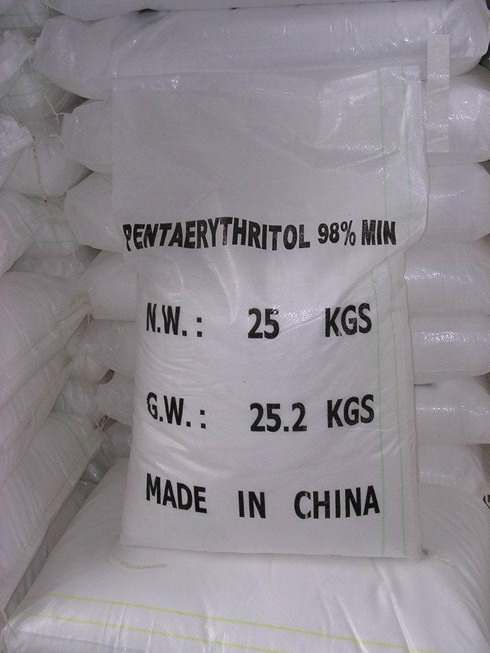 PENTAERYTHRITOL 98% MIN
N.W.: 25 KGS
G.W.: 25.2 KGS
MADE IN CHINA